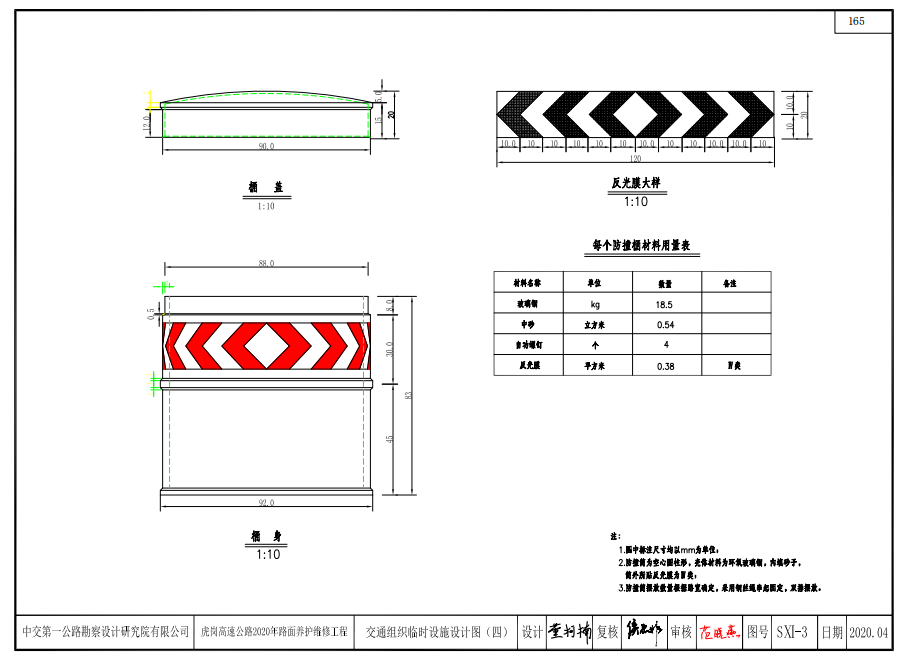 165
5.0
12.0
15
20
90.0
桶 盖
1:10
10.0
10
20
10.0 10 10 10 10 10 10.0 10 10 10.0 10.0 10
120
反光膜大样
1:10
88.0
0.5
8.0
30.0
83
45
92.0
桶 身
1:10
每个防撞桶材料用量表
材料名称 单位 数量 备注
玻璃钢 kg 18.5
中砂 立方米 0.54
自功螺钉 个 4
反光膜 平方米 0.38 Ⅲ类
注：
1.图中标注尺寸均以mm为单位；
2.防撞筒为空心圆柱形，壳体材料为环氧玻璃钢，内填砂子，
筒外刮贴反光膜为Ⅲ类；
3.防撞筒摆放数量根据路宽确定，采用钢丝绳串起固定，双排摆放。
中交第一公路勘察设计研究院有限公司 虎岗高速公路2020年路面养护维修工程 交通组织临时设施设计图（四） 设计 复核 审核 图号 SXI-3 日期 2020.04